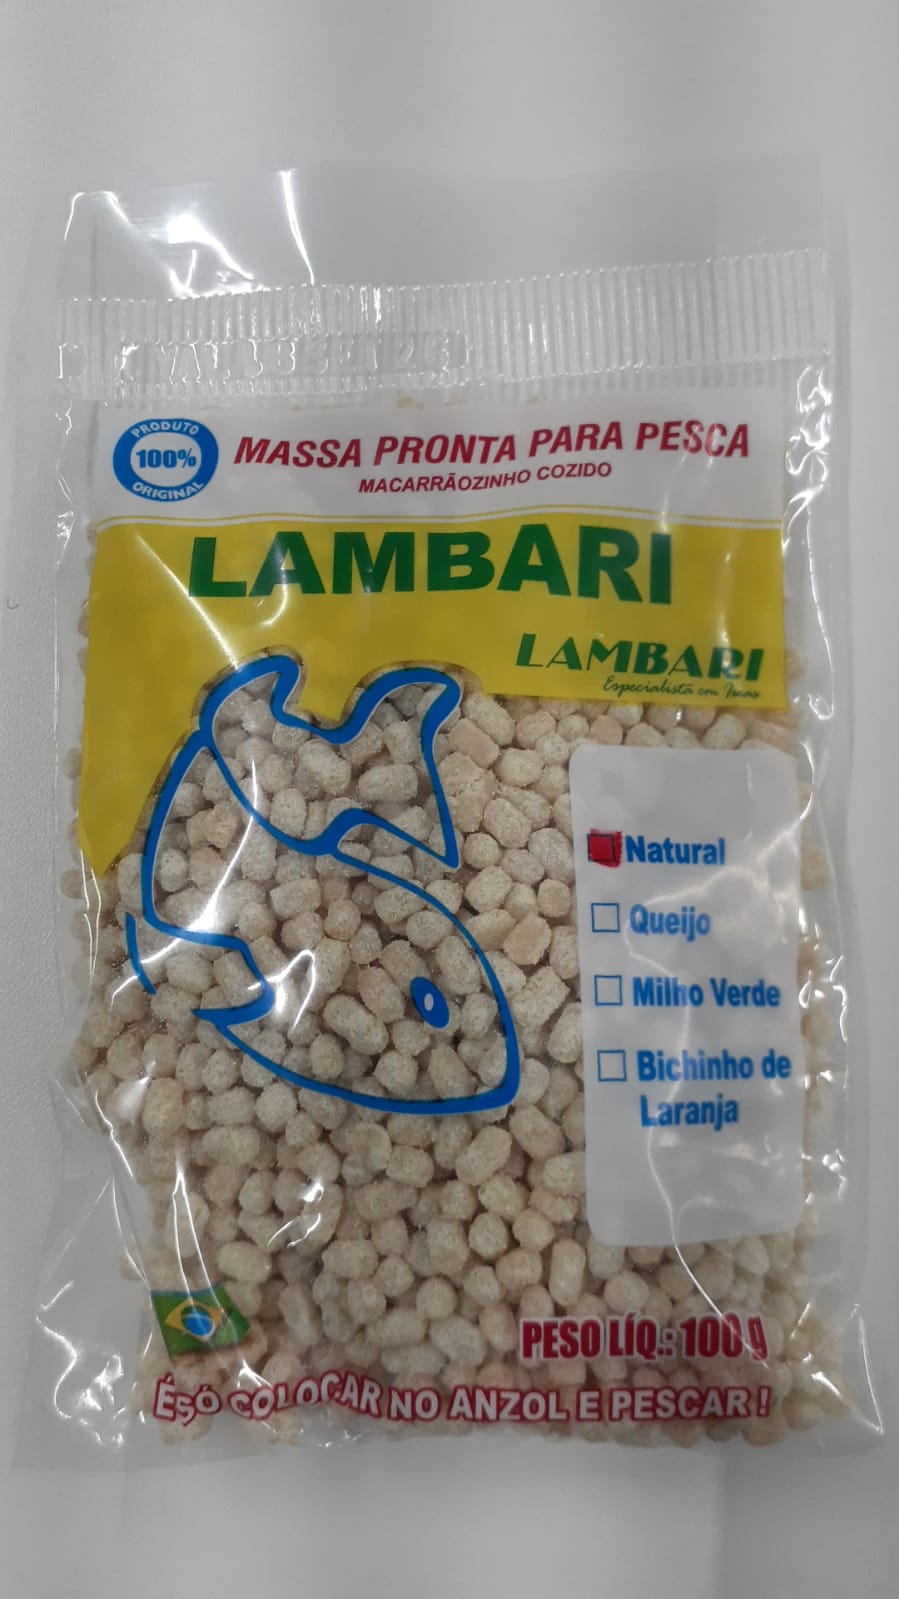 PRODUTO
100%
ORIGINAL
MASSA PRONTA PARA PESCA
MACARRÃOZINHO COZIDO
LAMBARI
LAMBARI
Especialista em Iscas
Natural
Queijo
Milho Verde
Bichinho de
Laranja
PESO LÍQ.: 100 g
É SÓ COLOCAR NO ANZOL E PESCAR !